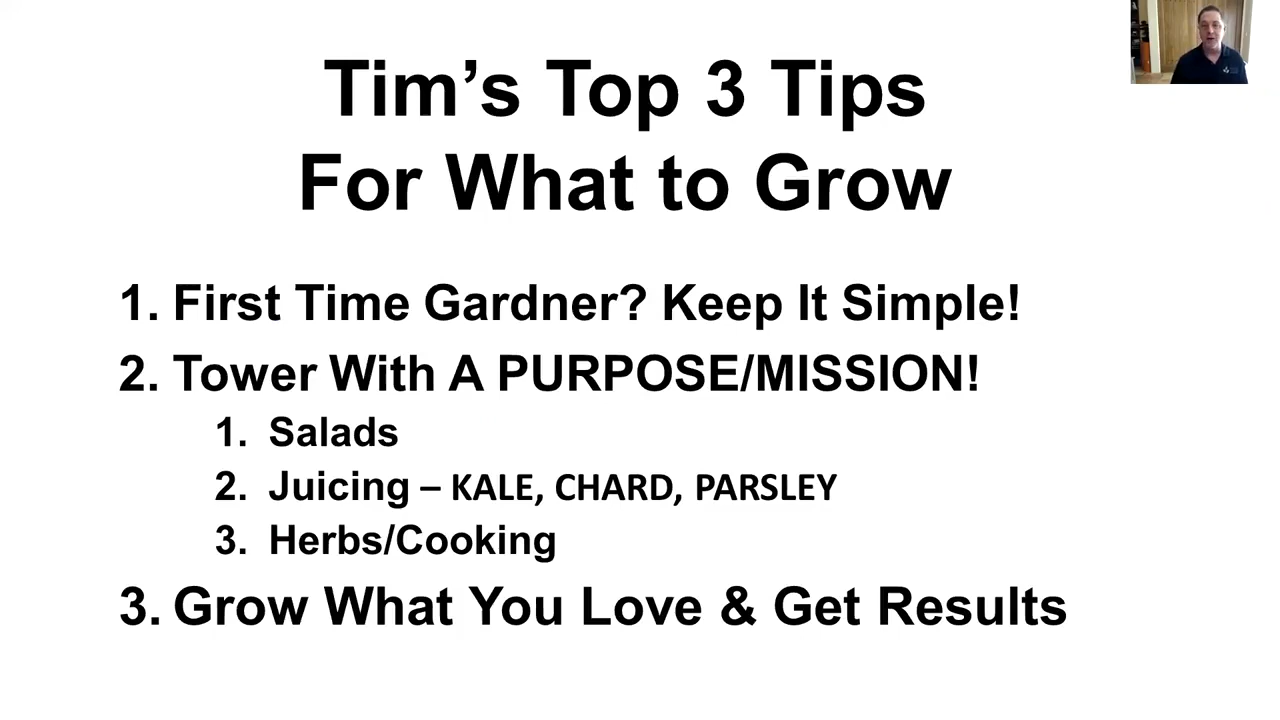 Tim’s Top 3 Tips
For What to Grow
1. First Time Gardner? Keep It Simple!
2. Tower With A PURPOSE/MISSION!
1. Salads
2. Juicing – KALE, CHARD, PARSLEY
3. Herbs/Cooking
3. Grow What You Love & Get Results